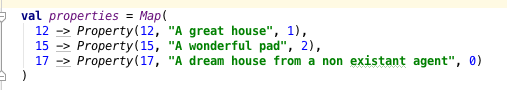 val properties = Map(
12 -> Property(12, "A great house", 1),
15 -> Property(15, "A wonderful pad", 2),
17 -> Property(17, "A dream house from a non existant agent", 0)
)